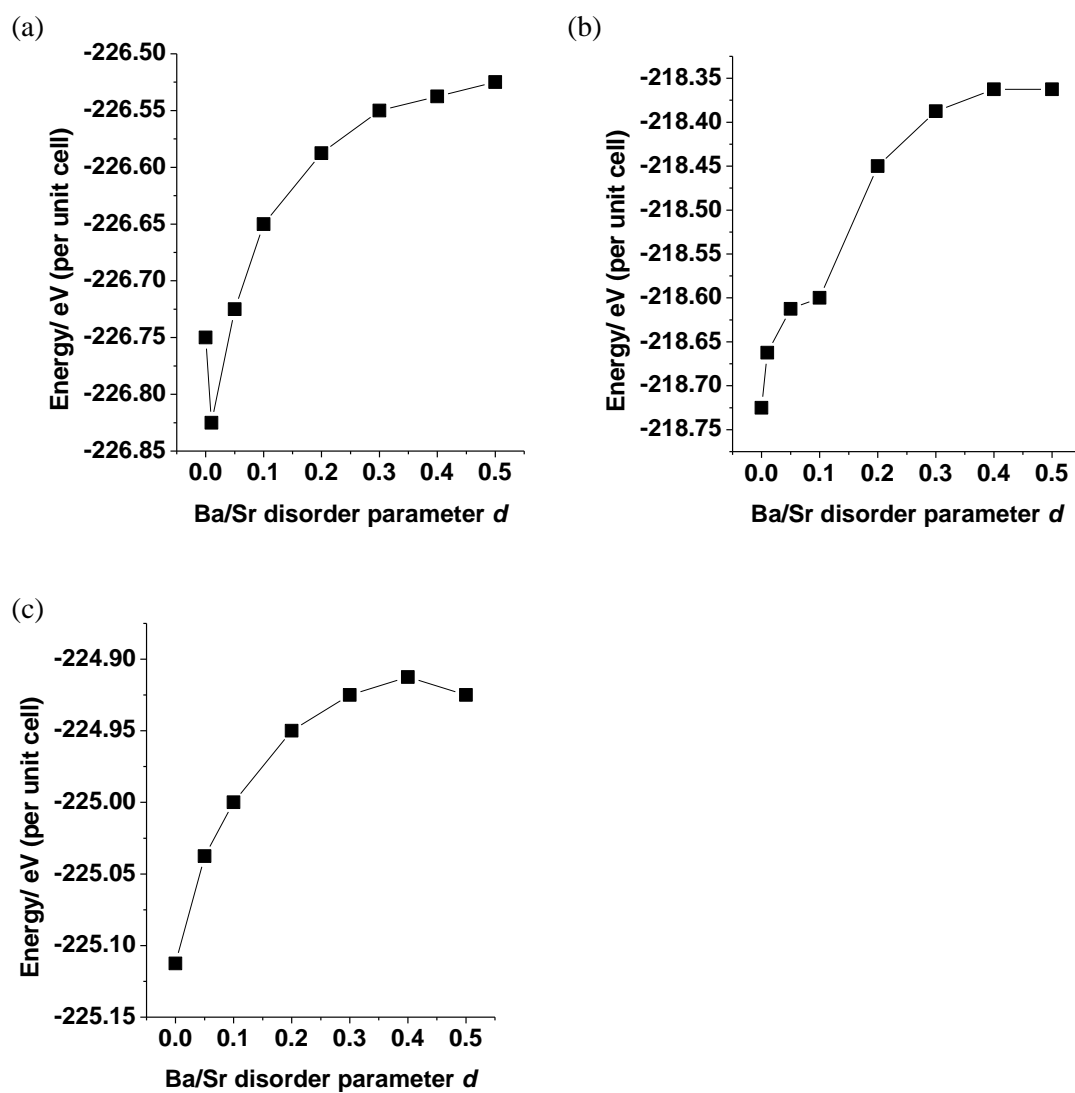 (a)
-226.50
-226.55
-226.60
-226.65
-226.70
-226.75
-226.80
-226.85
Energy/ eV (per unit cell)
0.0 0.1 0.2 0.3 0.4 0.5
Ba/Sr disorder parameter d
(b)
-218.35
-218.40
-218.45
-218.50
-218.55
-218.60
-218.65
-218.70
-218.75
Energy/ eV (per unit cell)
0.0 0.1 0.2 0.3 0.4 0.5
Ba/Sr disorder parameter d
(c)
-224.90
-224.95
-225.00
-225.05
-225.10
-225.15
Energy/ eV (per unit cell)
0.0 0.1 0.2 0.3 0.4 0.5
Ba/Sr disorder parameter d